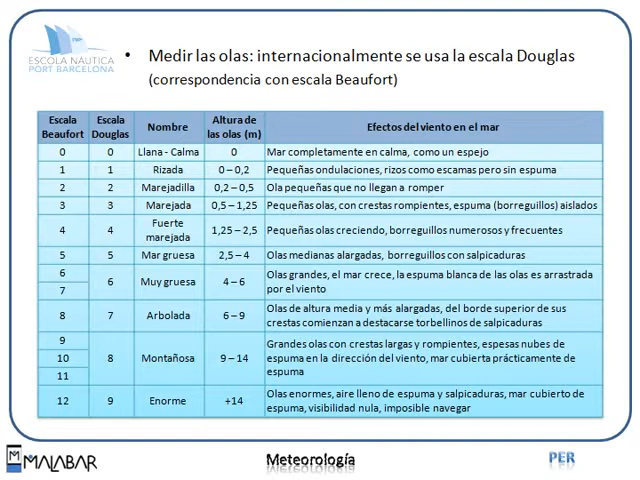 ESCOLA NÀUTICA
PORT BARCELONA
• Medir las olas: internacionalmente se usa la escala Douglas
(correspondencia con escala Beaufort)
Escala Beaufort | Escala Douglas | Nombre | Altura de las olas (m) | Efectos del viento en el mar
0 | 0 | Llana - Calma | 0 | Mar completamente en calma, como un espejo
1 | 1 | Rizada | 0 – 0,2 | Pequeñas ondulaciones, rizos como escamas pero sin espuma
2 | 2 | Marejadilla | 0,2 – 0,5 | Ola pequeñas que no llegan a romper
3 | 3 | Marejada | 0,5 – 1,25 | Pequeñas olas, con crestas rompientes, espuma (borreguillos) aislados
4 | 4 | Fuerte marejada | 1,25 – 2,5 | Pequeñas olas creciendo, borreguillos numerosos y frecuentes
5 | 5 | Mar gruesa | 2,5 – 4 | Olas medianas alargadas, borreguillos con salpicaduras
6
7 | 6 | Muy gruesa | 4 – 6 | Olas grandes, el mar crece, la espuma blanca de las olas es arrastrada
por el viento
8 | 7 | Arbolada | 6 – 9 | Olas de altura media y más alargadas, del borde superior de sus
crestas comienzan a destacarse torbellinos de salpicaduras
9
10
11 | 8 | Montañosa | 9 – 14 | Grandes olas con crestas largas y rompientes, espesas nubes de
espuma en la dirección del viento, mar cubierta prácticamente de
espuma
12 | 9 | Enorme | +14 | Olas enormes, aire lleno de espuma y salpicaduras, mar cubierto de
espuma, visibilidad nula, imposible navegar
MALABAR
Meteorología
PER